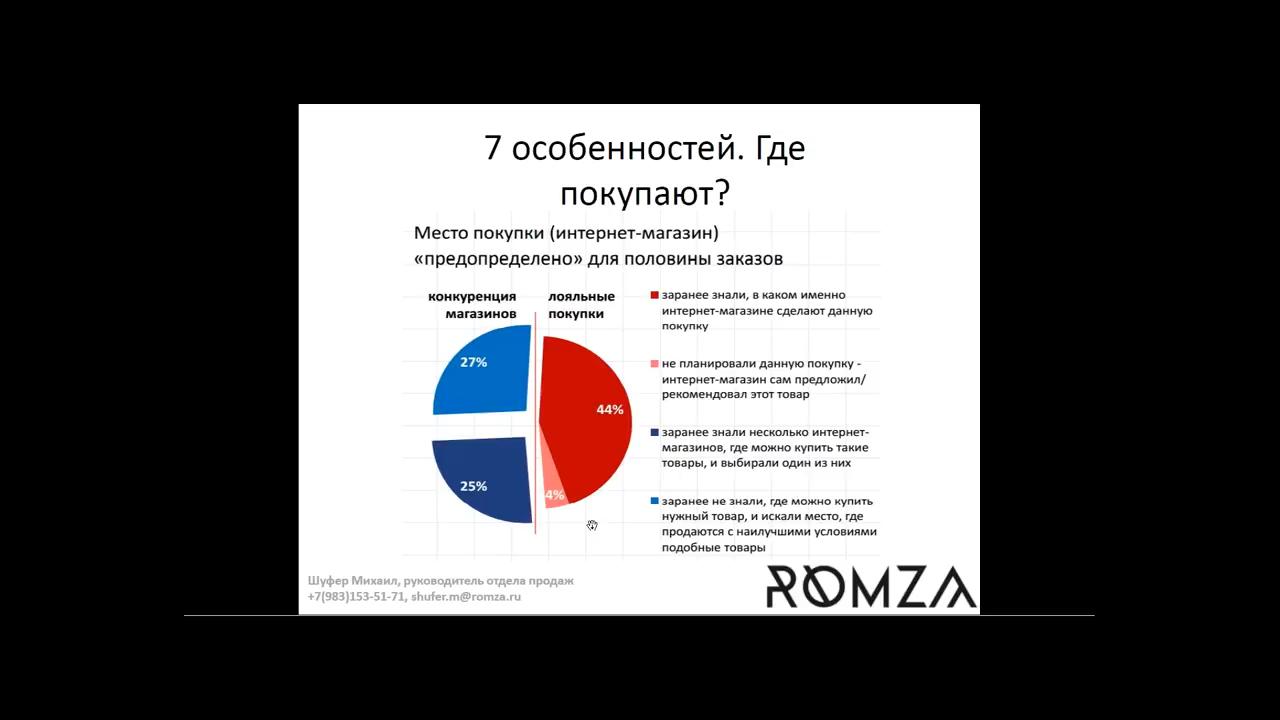 7 особенностей. Где
покупают?
Место покупки (интернет-магазин)
«предопределено» для половины заказов
конкуренция
магазинов
лояльные
покупки
27%
44%
25%
4%
заранее знали, в каком именно
интернет-магазине сделают данную
покупку
не планировали данную покупку -
интернет-магазин сам предложил/
рекомендовал этот товар
заранее знали несколько интернет-
магазинов, где можно купить такие
товары, и выбирали один из них
заранее не знали, где можно купить
нужный товар, и искали место, где
продаются с наилучшими условиями
подобные товары
Шуфер Михаил, руководитель отдела продаж
+7(983)153-51-71, shufer.m@romza.ru
ROMZA